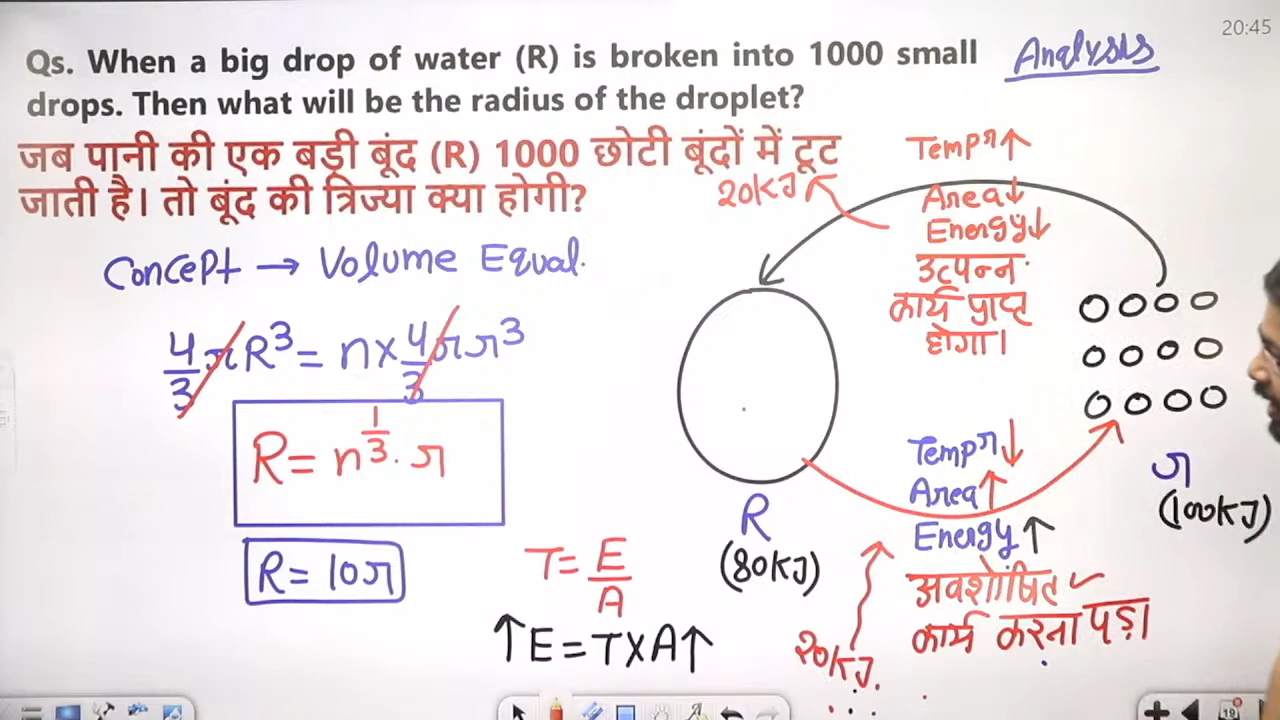 20:45
Qs. When a big drop of water (R) is broken into 1000 small
drops. Then what will be the radius of the droplet?
Analysis
जब पानी की एक बड़ी बूंद (R) 1000 छोटी बूंदों में टूट
जाती है। तो बूंद की त्रिज्या क्या होगी?
Concept → Volume Equal.
4/3 πR³ = n × 4/3 πr³
R = n^1/3 . r
R = 10r
T = E/A
↑E = T×A↑
Tempr↑
20KJ
Area↓
Energy↓
उत्पन्न
कार्य प्राप्त
होगा।
R
(80KJ)
r
(100KJ)
Tempr↓
Area↑
Energy↑
अवशोषित ✓
कार्य करना पड़ा
20KJ.
19